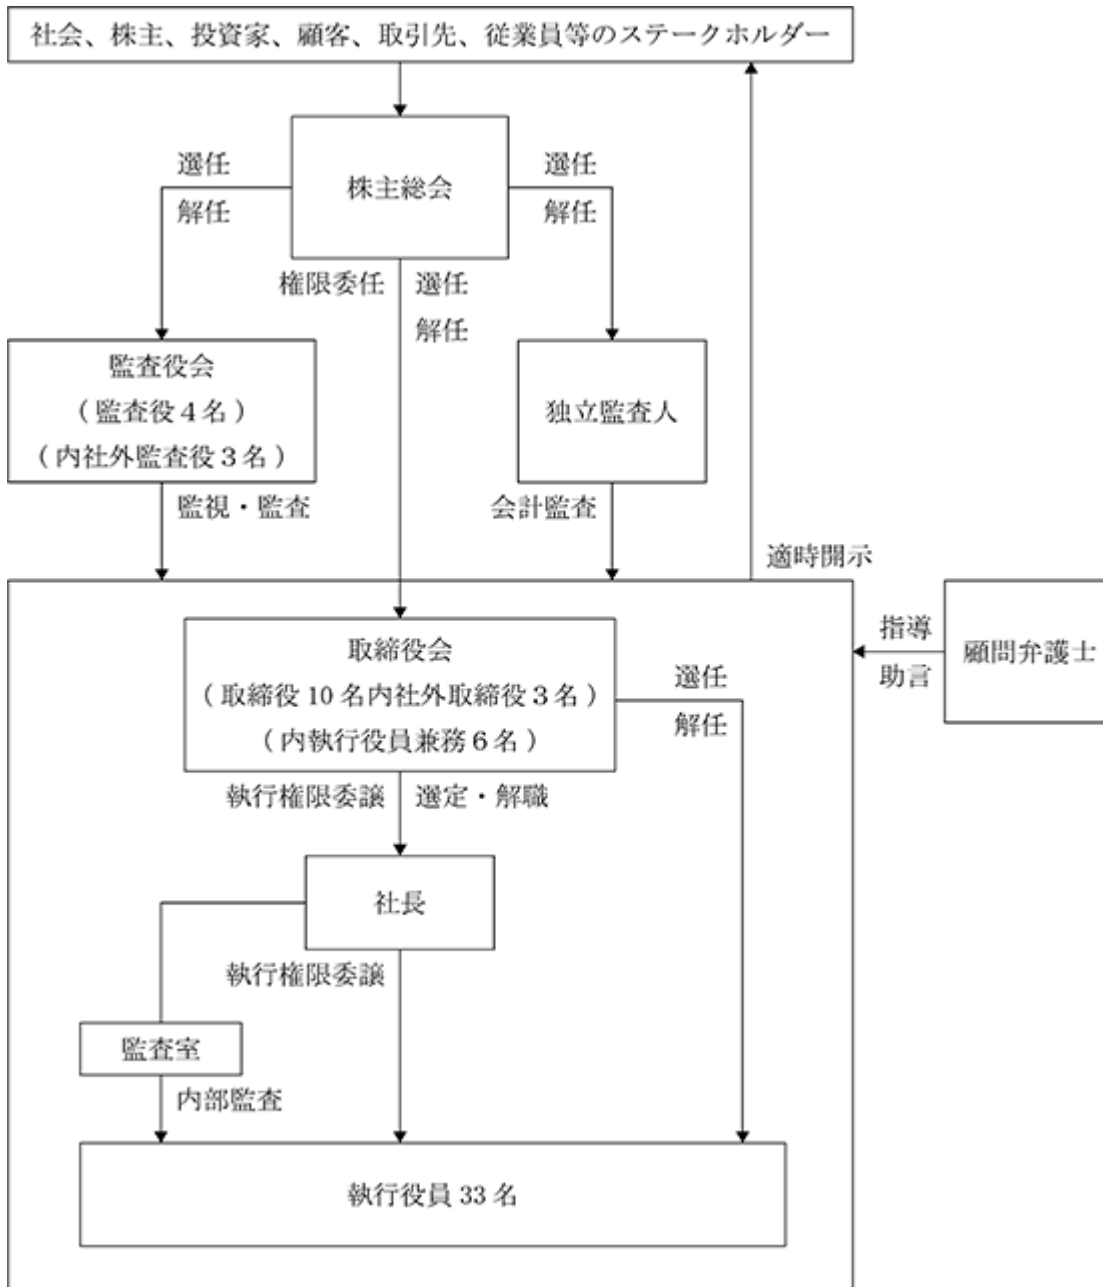 社会、株主、投資家、顧客、取引先、従業員等のステークホルダー
選任
解任
株主総会
選任
解任
権限委任
選任
解任
監査役会
（監査役4名）
（内社外監査役3名）
独立監査人
監視・監査
会計監査
適時開示
取締役会
（取締役10名内社外取締役3名）
（内執行役員兼務6名）
選任
解任
指導
助言
顧問弁護士
執行権限委譲
選定・解職
社長
執行権限委譲
監査室
内部監査
執行役員33名